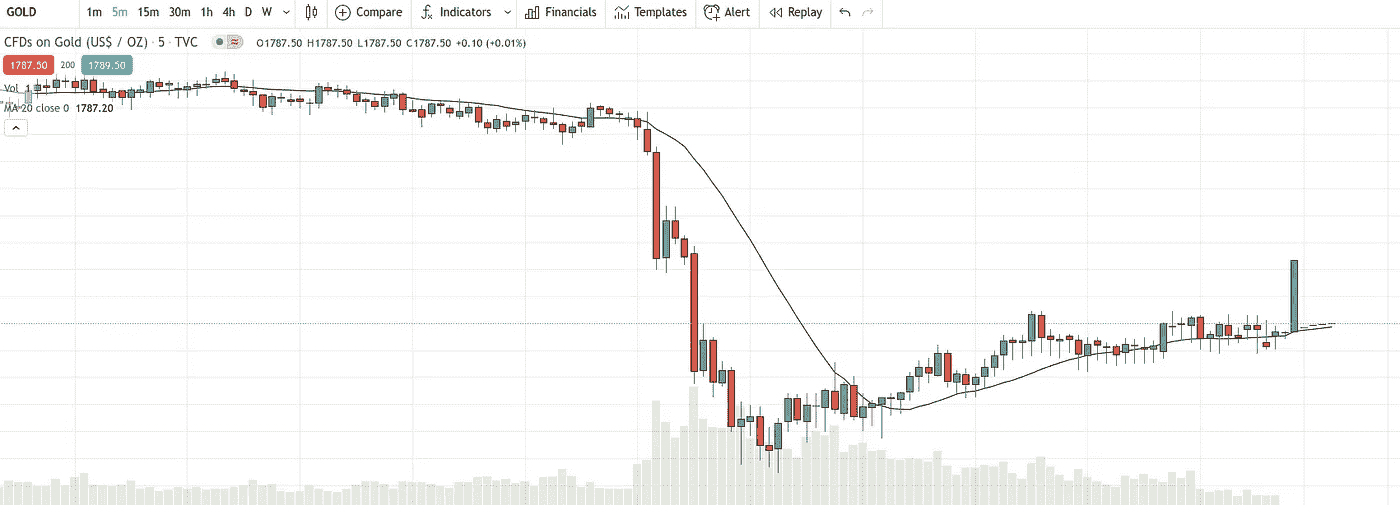 GOLD 1m 5m 15m 30m 1h 4h D W Compare Indicators Financials Templates Alert Replay
CFDs on Gold (US$ / OZ) · 5 · TVC O1787.50 H1787.50 L1787.50 C1787.50 +0.10 (+0.01%)
1787.50 200 1789.50
Vol 1
MA 20 close 0 1787.20